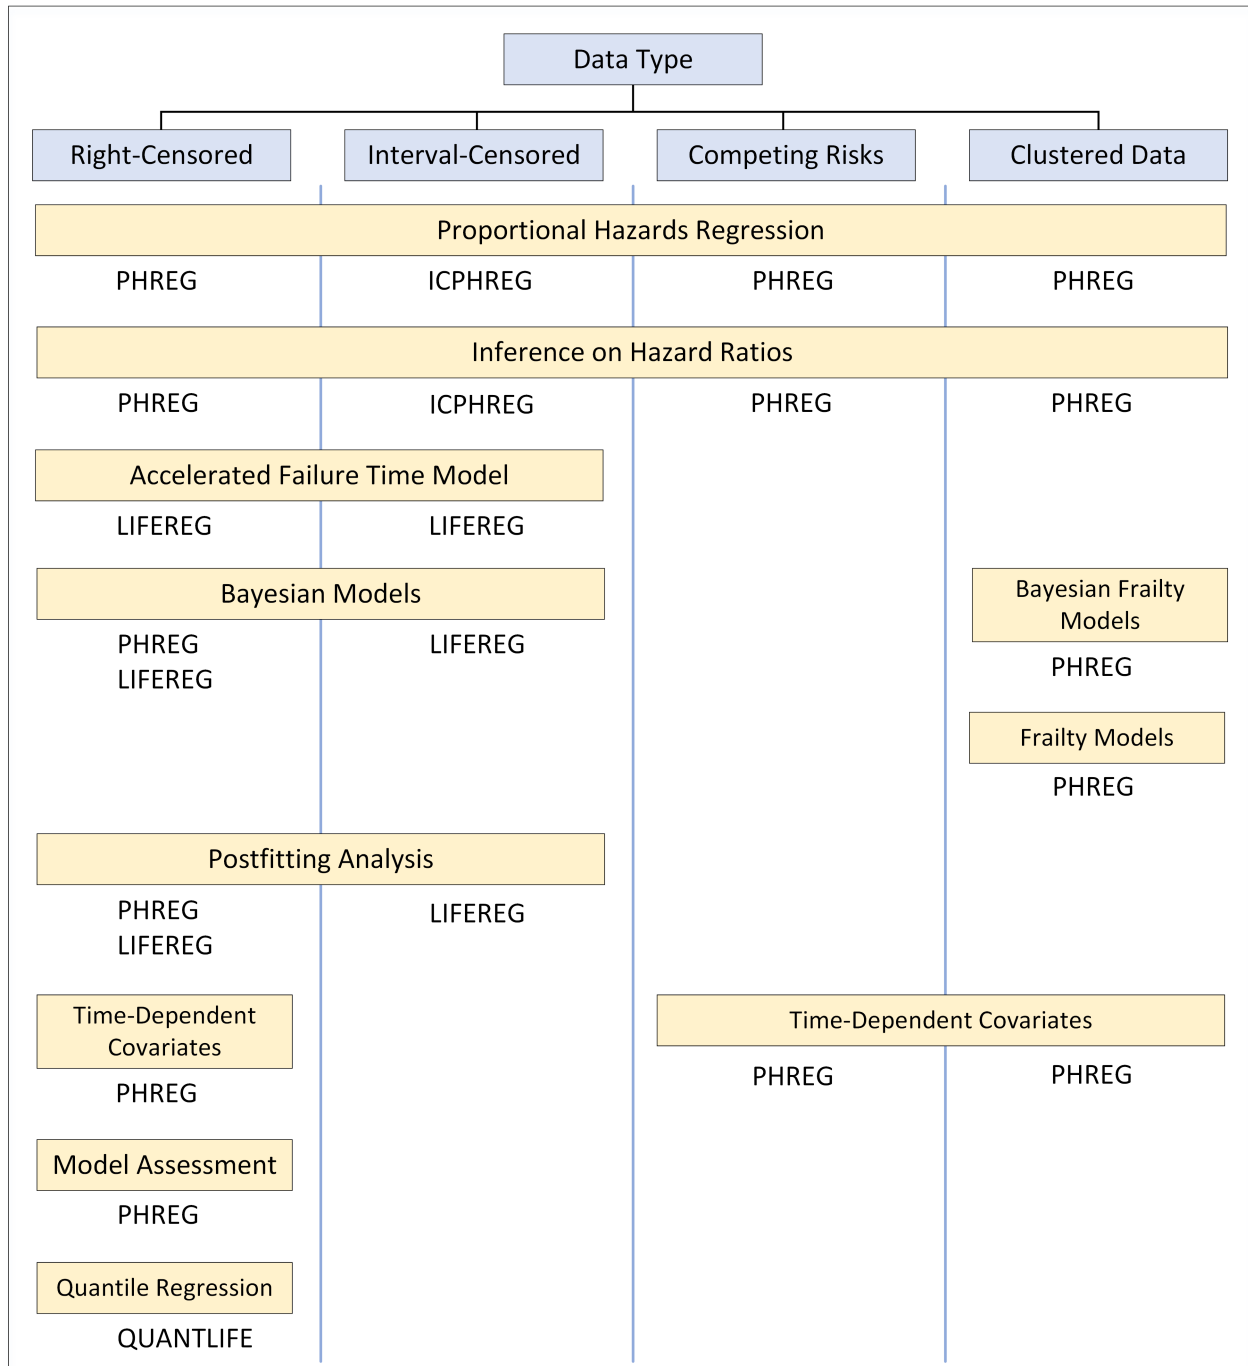 Data Type
Right-Censored Interval-Censored Competing Risks Clustered Data
Proportional Hazards Regression
PHREG ICPHREG PHREG PHREG
Inference on Hazard Ratios
PHREG ICPHREG PHREG PHREG
Accelerated Failure Time Model
LIFEREG LIFEREG
Bayesian Models
PHREG LIFEREG
LIFEREG
Bayesian Frailty
Models
PHREG
Frailty Models
PHREG
Postfitting Analysis
PHREG LIFEREG
LIFEREG
Time-Dependent
Covariates
PHREG
Time-Dependent Covariates
PHREG PHREG
Model Assessment
PHREG
Quantile Regression
QUANTLIFE